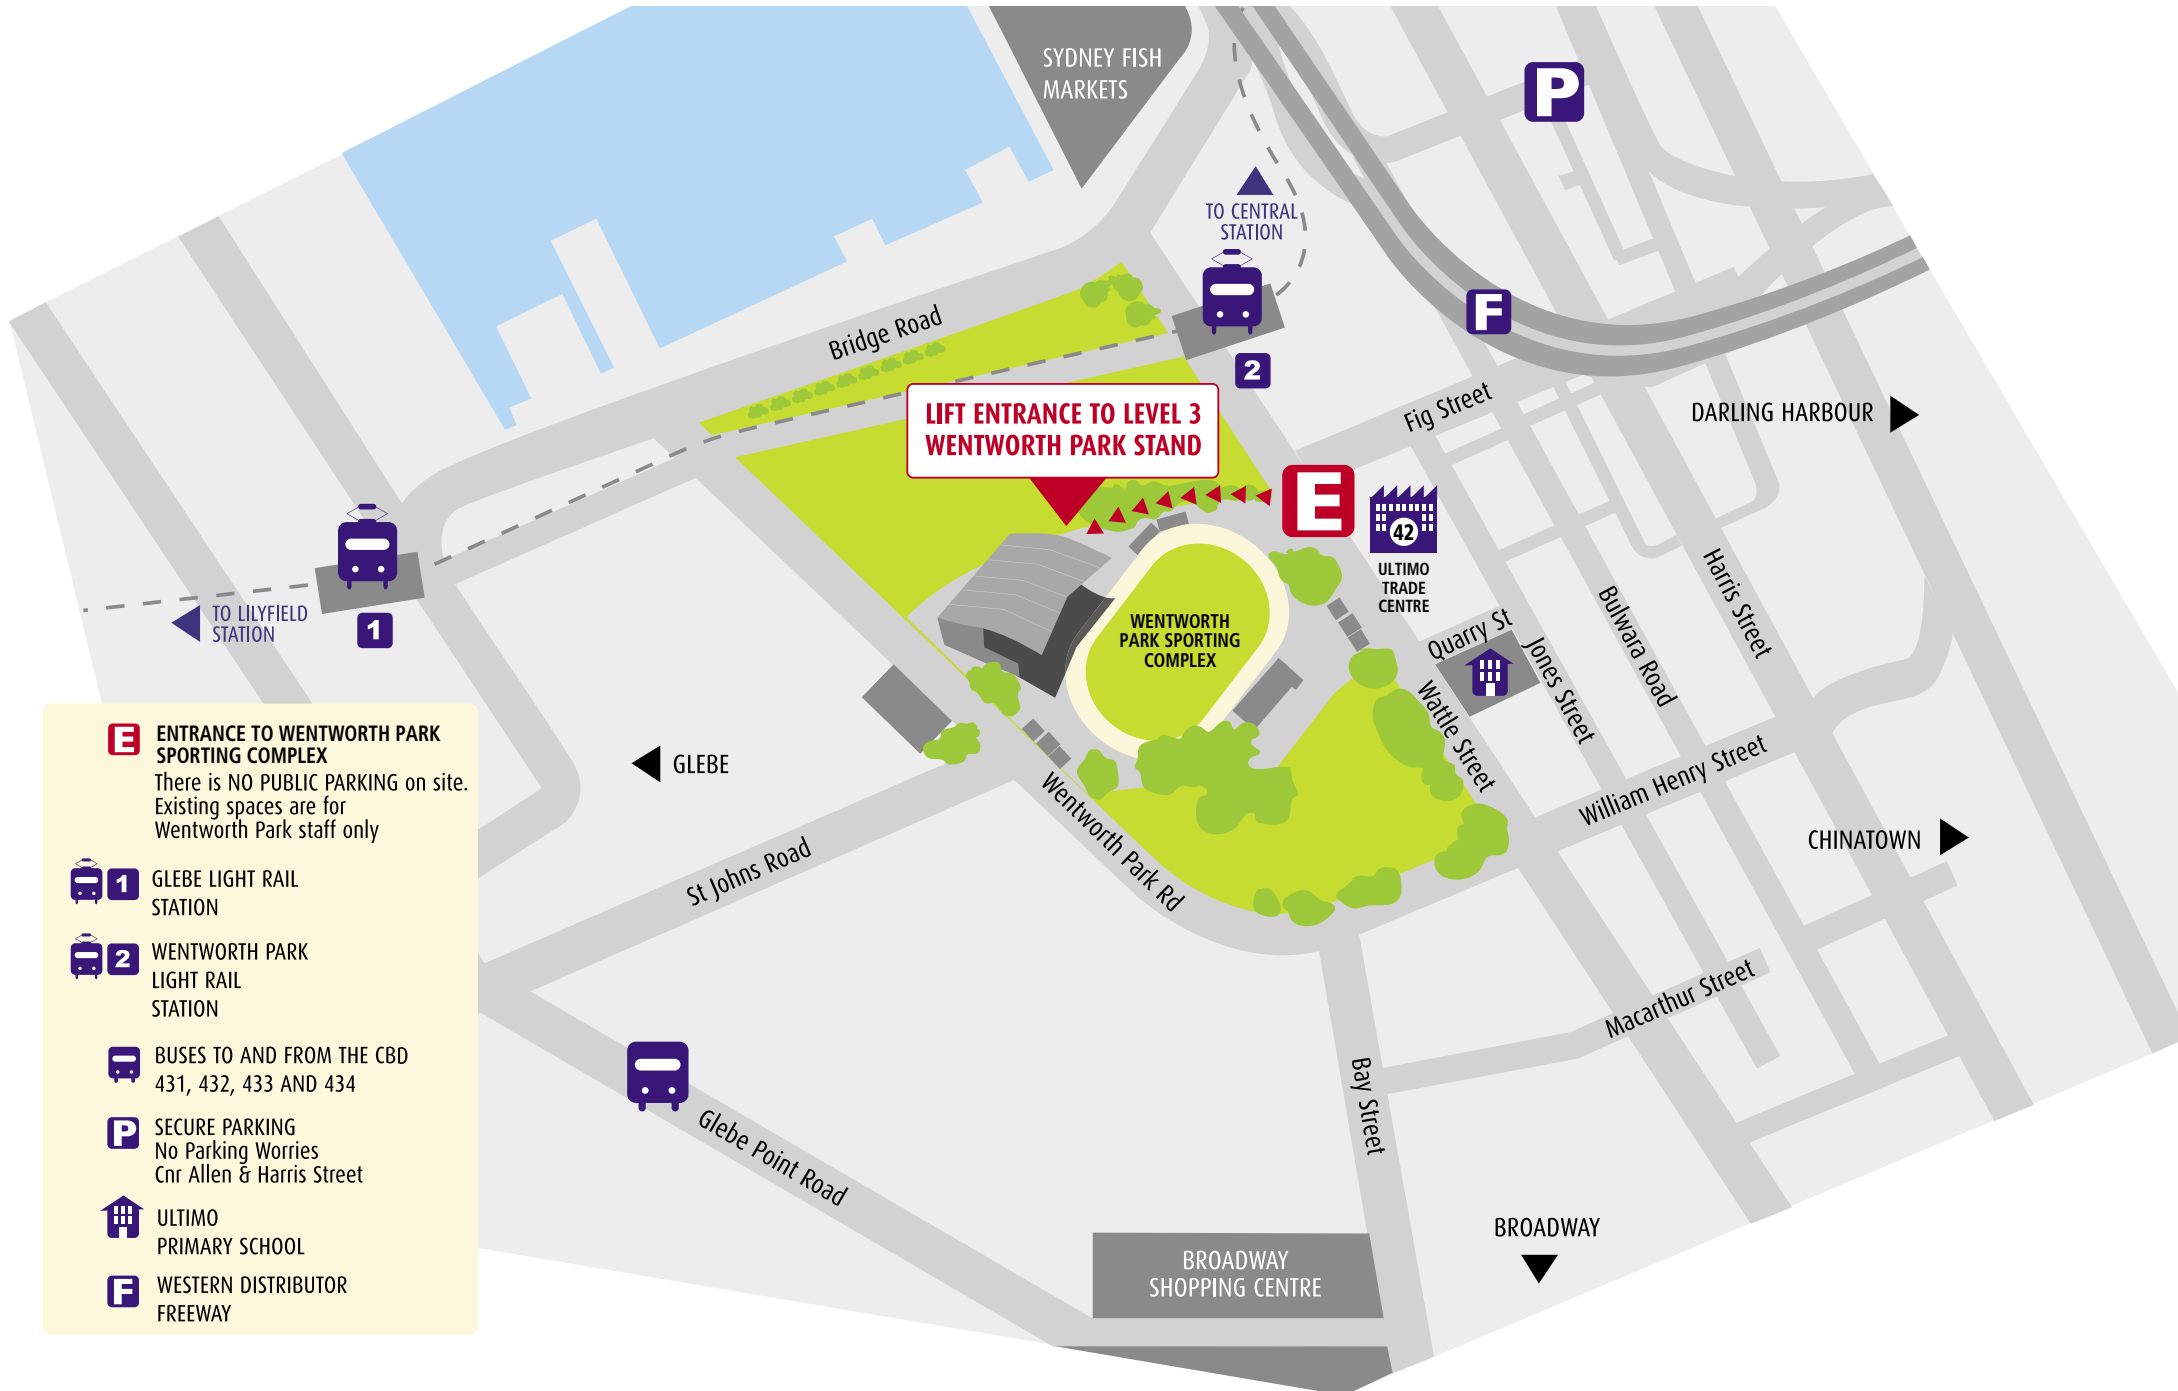 SYDNEY FISH
MARKETS
P
TO CENTRAL
STATION
F
2
Bridge Road
Fig Street
DARLING HARBOUR
LIFT ENTRANCE TO LEVEL 3
WENTWORTH PARK STAND
E
42
ULTIMO
TRADE
CENTRE
TO LILYFIELD
STATION
1
WENTWORTH
PARK SPORTING
COMPLEX
Quarry St
Jones Street
Bulwara Road
Harris Street
Wattle Street
William Henry Street
GLEBE
Wentworth Park Rd
St Johns Road
CHINATOWN
Macarthur Street
Bay Street
Glebe Point Road
BROADWAY
BROADWAY
SHOPPING CENTRE
E
ENTRANCE TO WENTWORTH PARK
SPORTING COMPLEX
There is NO PUBLIC PARKING on site.
Existing spaces are for
Wentworth Park staff only
1
GLEBE LIGHT RAIL
STATION
2
WENTWORTH PARK
LIGHT RAIL
STATION
BUSES TO AND FROM THE CBD
431, 432, 433 AND 434
P
SECURE PARKING
No Parking Worries
Cnr Allen & Harris Street
ULTIMO
PRIMARY SCHOOL
F
WESTERN DISTRIBUTOR
FREEWAY